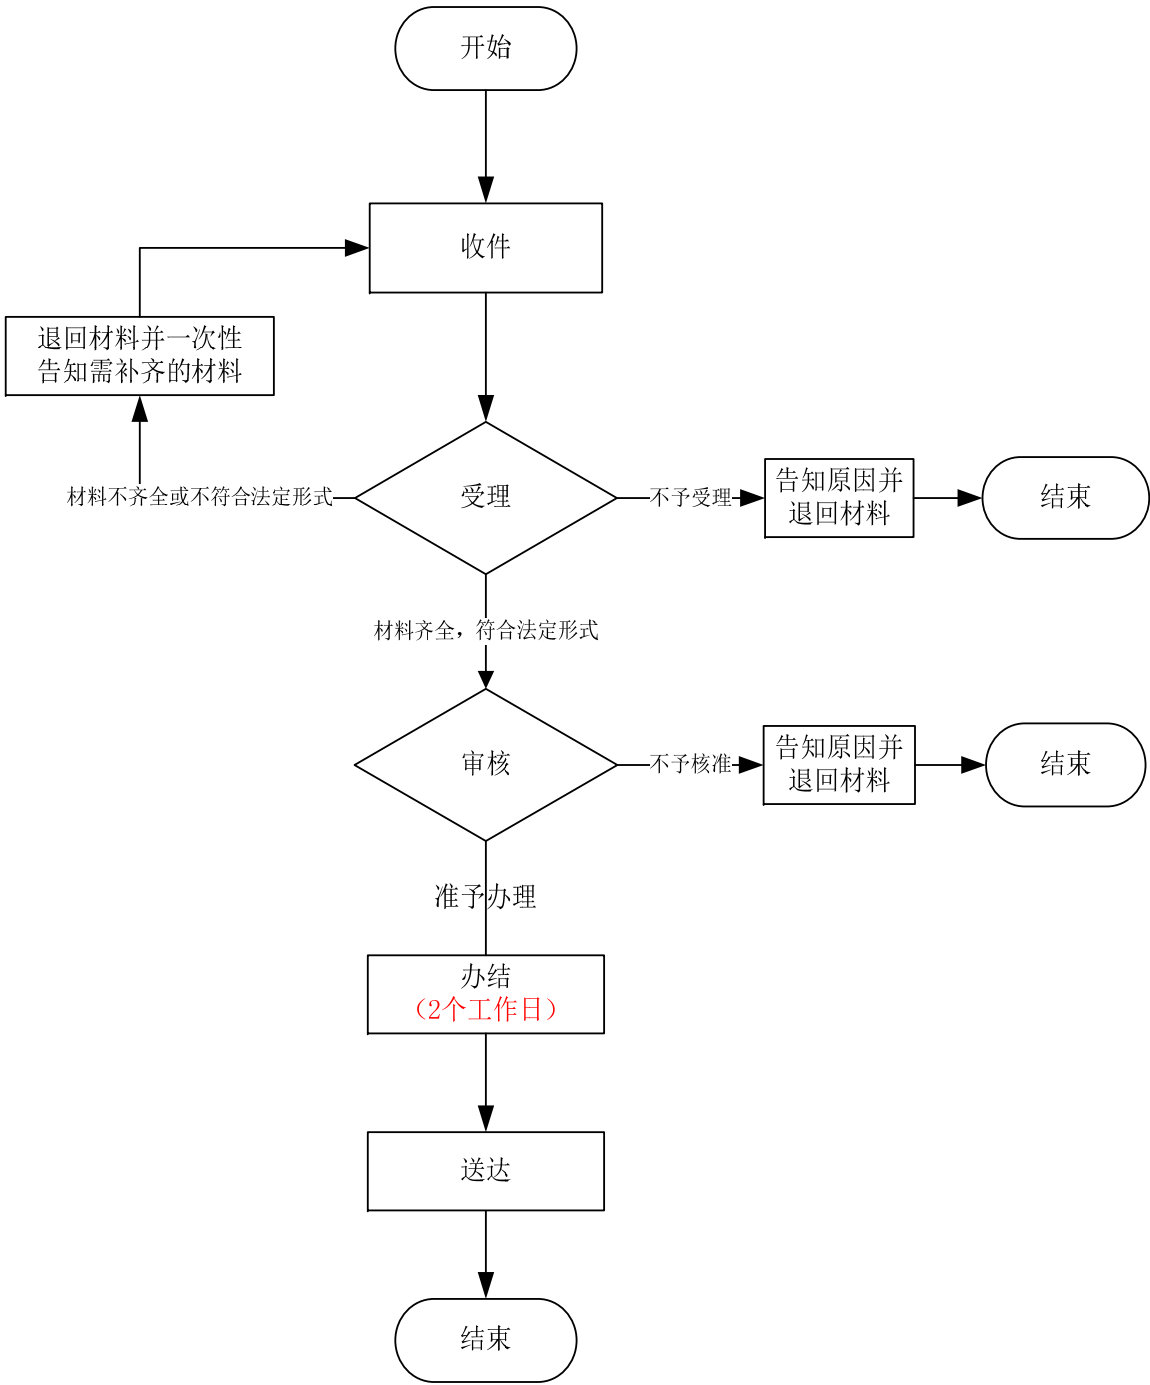 开始
收件
退回材料并一次性
告知需补齐的材料
材料不齐全或不符合法定形式
受理
不予受理
告知原因并
退回材料
结束
材料齐全，符合法定形式
审核
不予核准
告知原因并
退回材料
结束
准予办理
办结
（2个工作日）
送达
结束